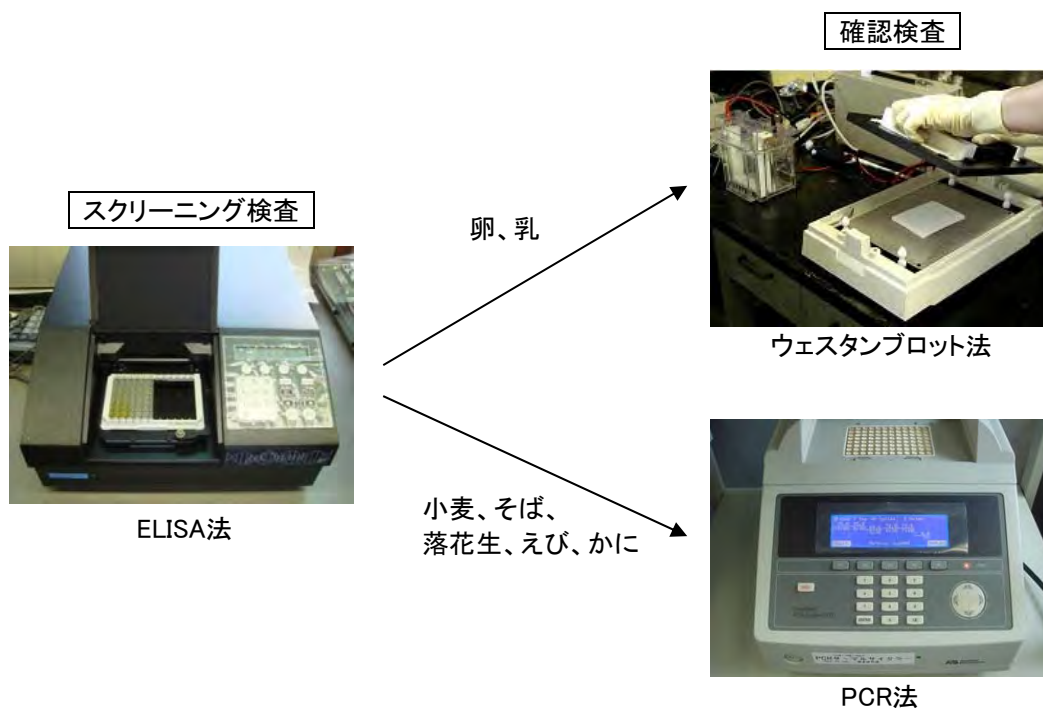 確認検査
スクリーニング検査
卵、乳
ウェスタンブロット法
小麦、そば、
落花生、えび、かに
ELISA法
PCR法